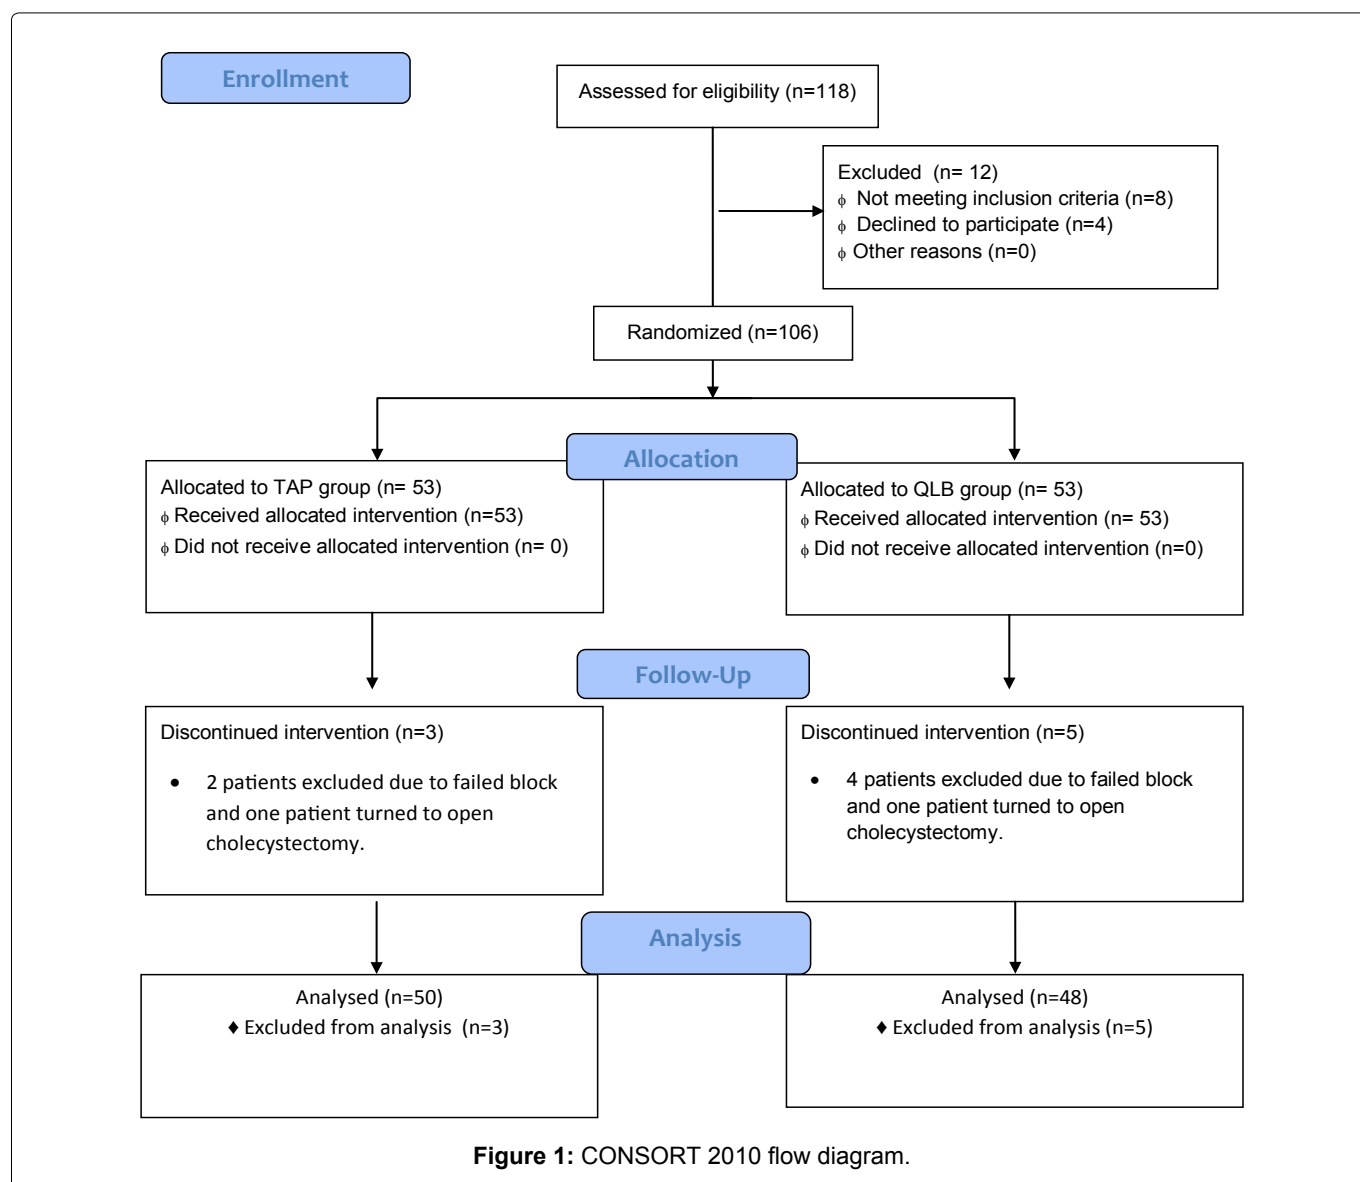 Enrollment
Assessed for eligibility (n=118)
Excluded  (n= 12)
ϕ Not meeting inclusion criteria (n=8)
ϕ Declined to participate (n=4)
ϕ Other reasons (n=0)
Randomized (n=106)
Allocation
Allocated to TAP group (n= 53)
ϕ Received allocated intervention (n=53)
ϕ Did not receive allocated intervention (n= 0)
Allocated to QLB group (n= 53)
ϕ Received allocated intervention (n= 53)
ϕ Did not receive allocated intervention (n=0)
Follow-Up
Discontinued intervention (n=3)
• 2 patients excluded due to failed block
and one patient turned to open
cholecystectomy.
Discontinued intervention (n=5)
• 4 patients excluded due to failed block
and one patient turned to open
cholecystectomy.
Analysis
Analysed (n=50)
♦ Excluded from analysis  (n=3)
Analysed (n=48)
♦ Excluded from analysis (n=5)
Figure 1: CONSORT 2010 flow diagram.